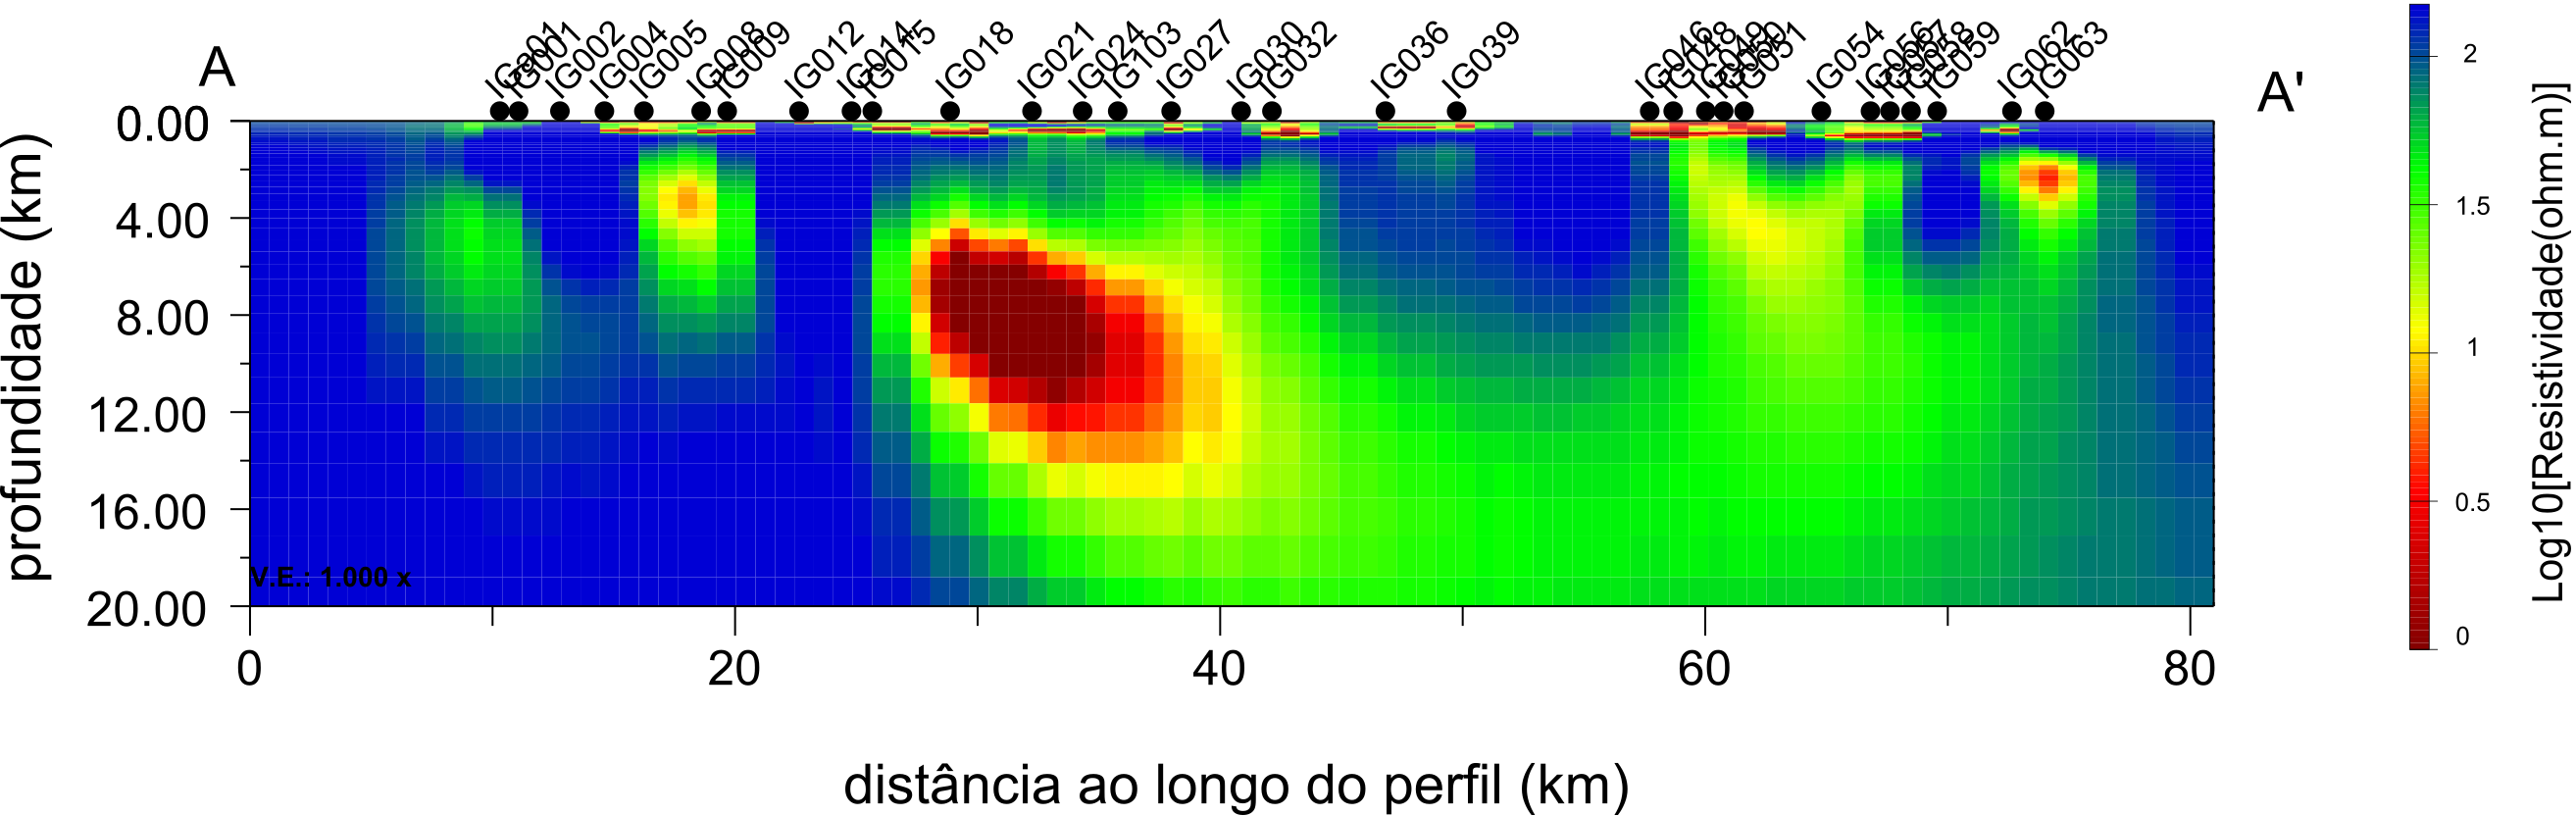 A
A'
IG001
IG002
IG004
IG005
IG008
IG009
IG012
IG014
IG015
IG018
IG021
IG024
IG103
IG027
IG030
IG032
IG036
IG039
IG046
IG048
IG049
IG051
IG054
IG056
IG058
IG059
IG062
IG063
profundidade (km)
0.00
4.00
8.00
12.00
16.00
20.00
V.E.: 1.000 x
0
20
40
60
80
distância ao longo do perfil (km)
2
1.5
1
0.5
0
Log10[Resistividade(ohm.m)]